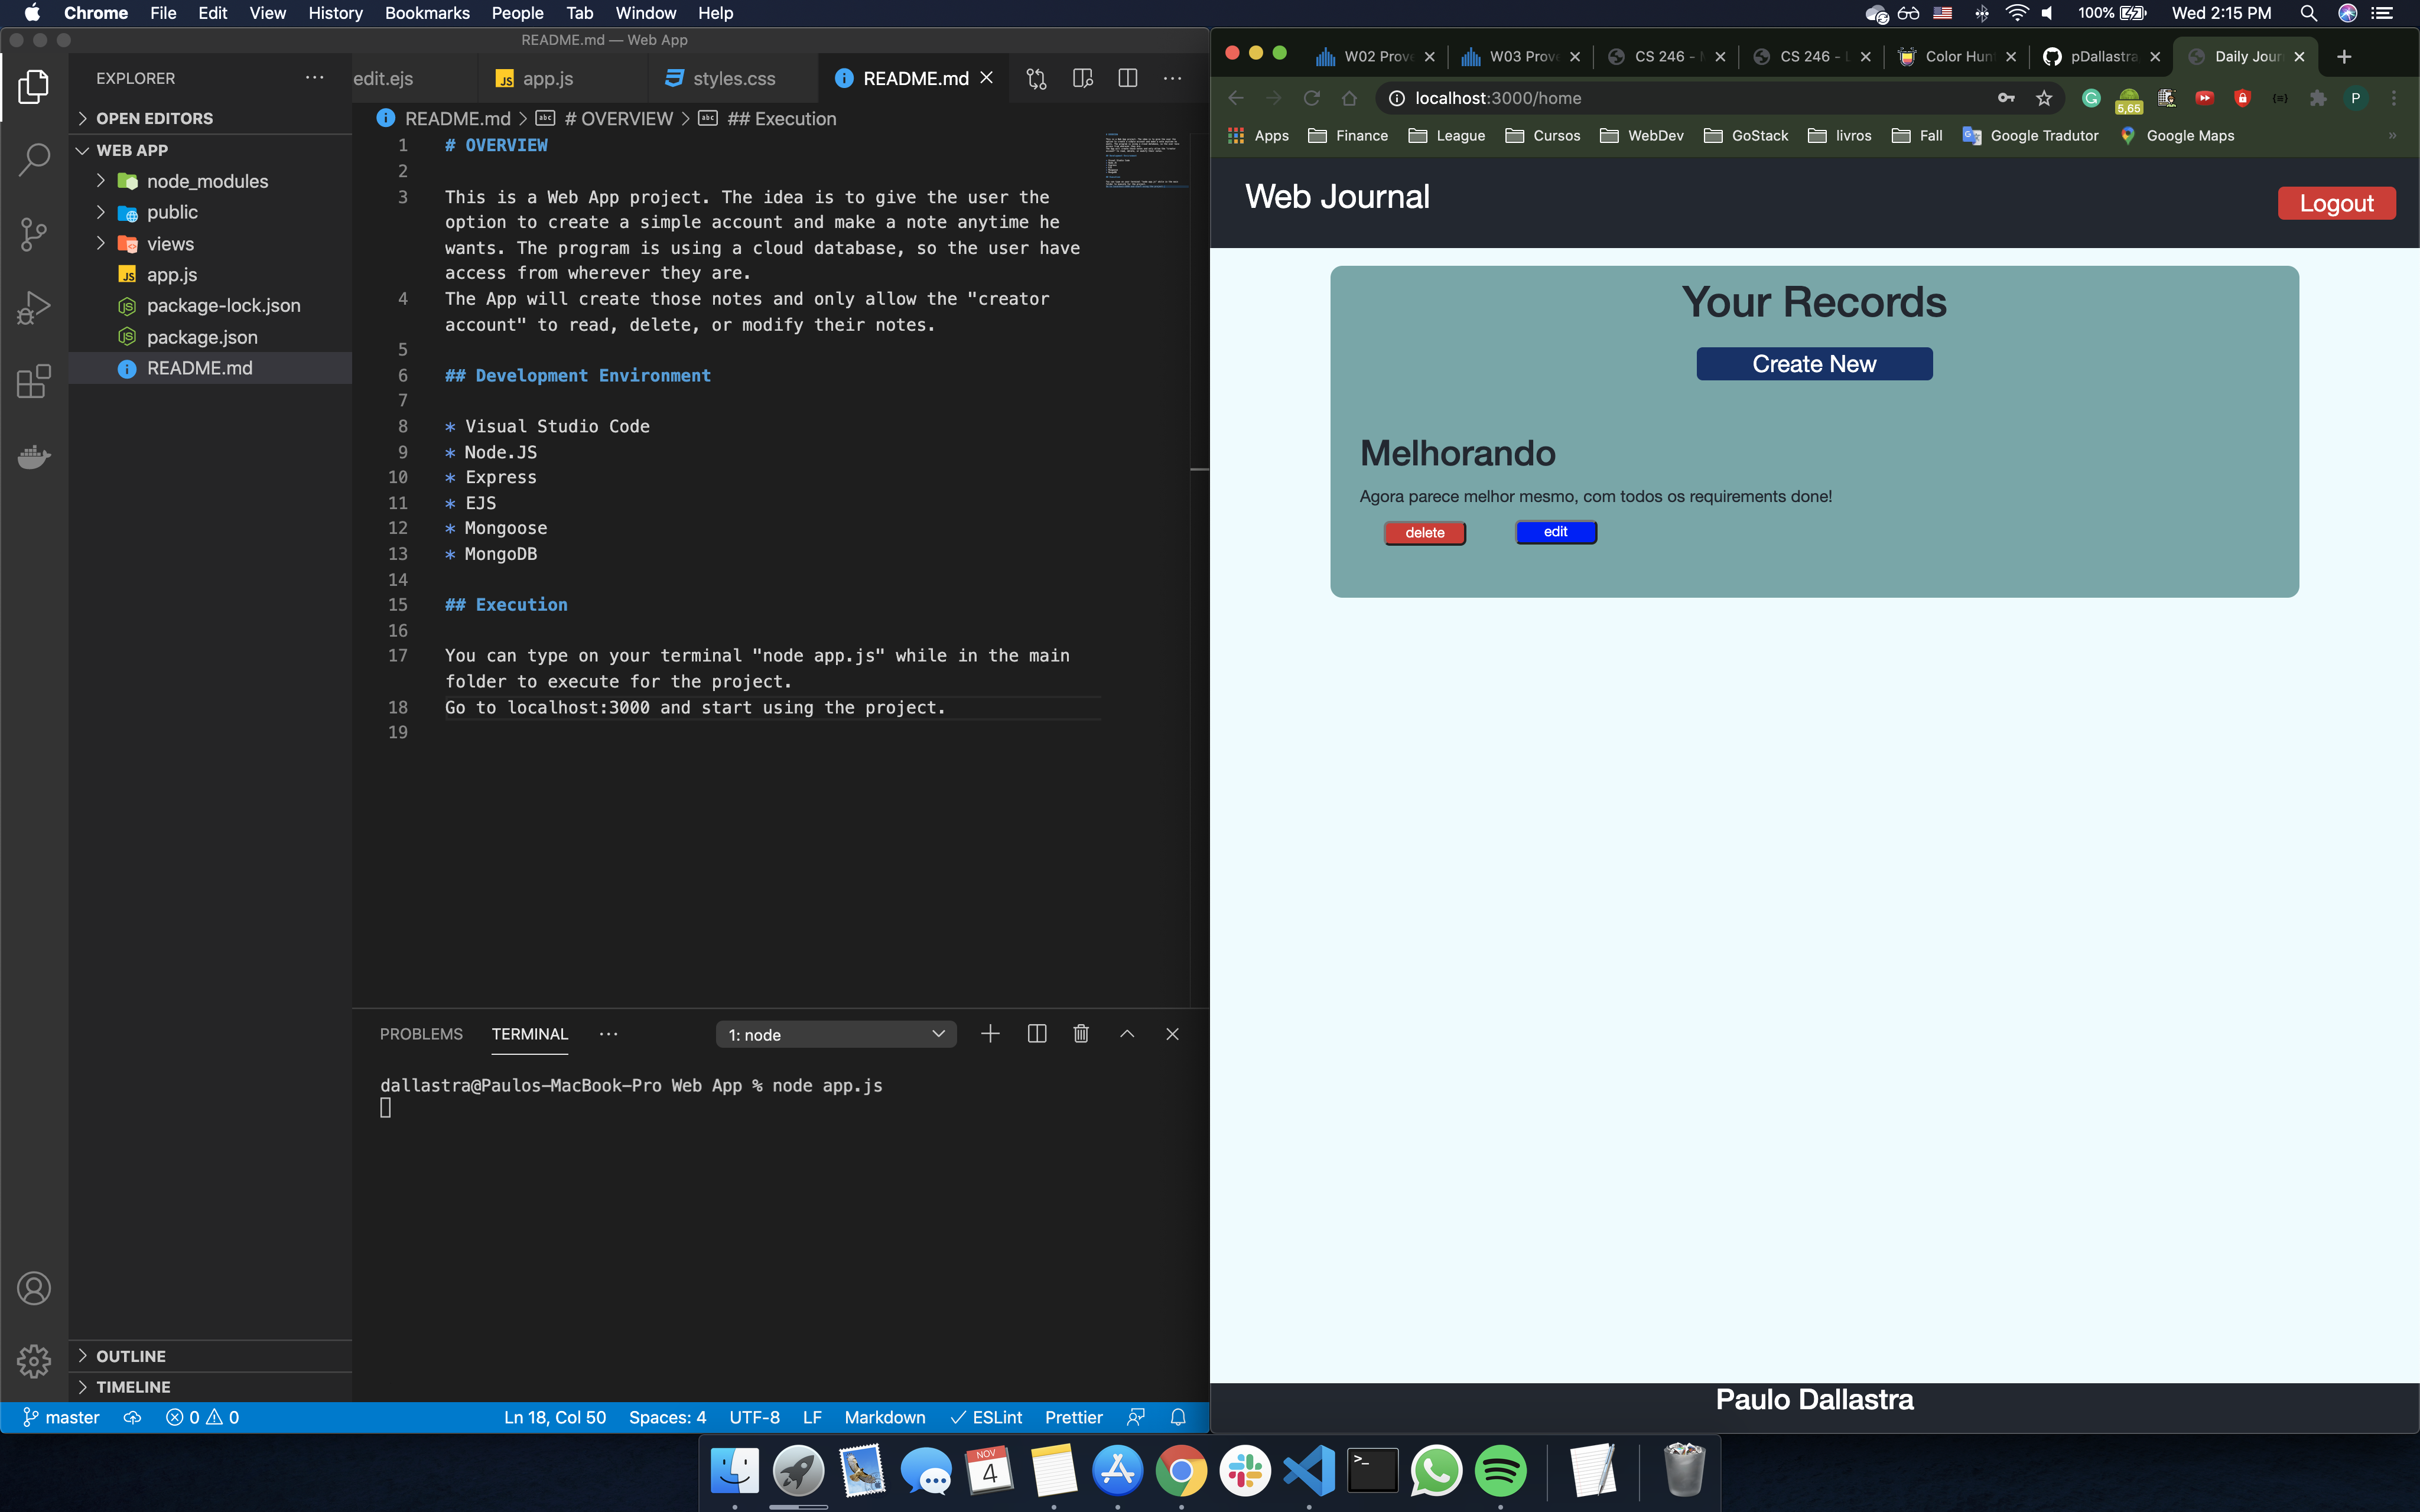 Chrome File Edit View History Bookmarks People Tab Window Help
100% Wed 2:15 PM
README.md — Web App
EXPLORER
OPEN EDITORS
WEB APP
node_modules
public
views
app.js
package-lock.json
package.json
README.md
OUTLINE
TIMELINE
edit.ejs app.js styles.css README.md
README.md > # OVERVIEW > ## Execution
1 # OVERVIEW
2
3 This is a Web App project. The idea is to give the user the
option to create a simple account and make a note anytime he
wants. The program is using a cloud database, so the user have
access from wherever they are.
4 The App will create those notes and only allow the "creator
account" to read, delete, or modify their notes.
5
6 ## Development Environment
7
8 * Visual Studio Code
9 * Node.JS
10 * Express
11 * EJS
12 * Mongoose
13 * MongoDB
14
15 ## Execution
16
17 You can type on your terminal "node app.js" while in the main
folder to execute for the project.
18 Go to localhost:3000 and start using the project.
19
PROBLEMS TERMINAL ··· 1: node
dallastra@Paulos-MacBook-Pro Web App % node app.js
master 0 0 Ln 18, Col 50 Spaces: 4 UTF-8 LF Markdown ESLint Prettier
W02 Prove W03 Prove CS 246 - CS 246 - Color Hun pDallastra Daily Jour
localhost:3000/home
5,65
P
Apps Finance League Cursos WebDev GoStack livros Fall Google Tradutor Google Maps »
Web Journal
Logout
Your Records
Create New
Melhorando
Agora parece melhor mesmo, com todos os requirements done!
delete edit
Paulo Dallastra
NOV
4